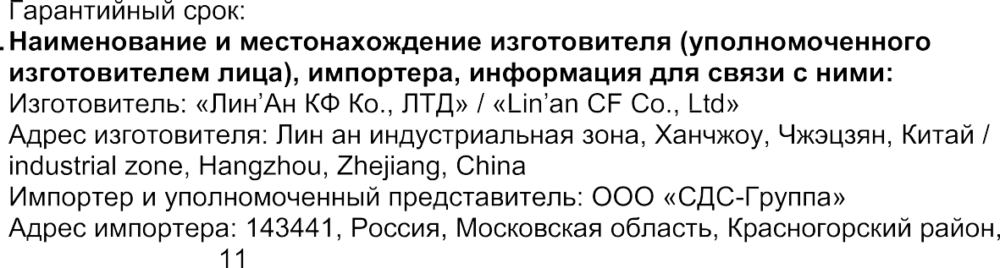 Гарантийный срок:
.Наименование и местонахождение изготовителя (уполномоченного
изготовителем лица), импортера, информация для связи с ними:
Изготовитель: «Лин’Ан КФ Ко., ЛТД» / «Lin’an CF Co., Ltd»
Адрес изготовителя: Лин ан индустриальная зона, Ханчжоу, Чжэцзян, Китай /
industrial zone, Hangzhou, Zhejiang, China
Импортер и уполномоченный представитель: ООО «СДС-Группа»
Адрес импортера: 143441, Россия, Московская область, Красногорский район,
11